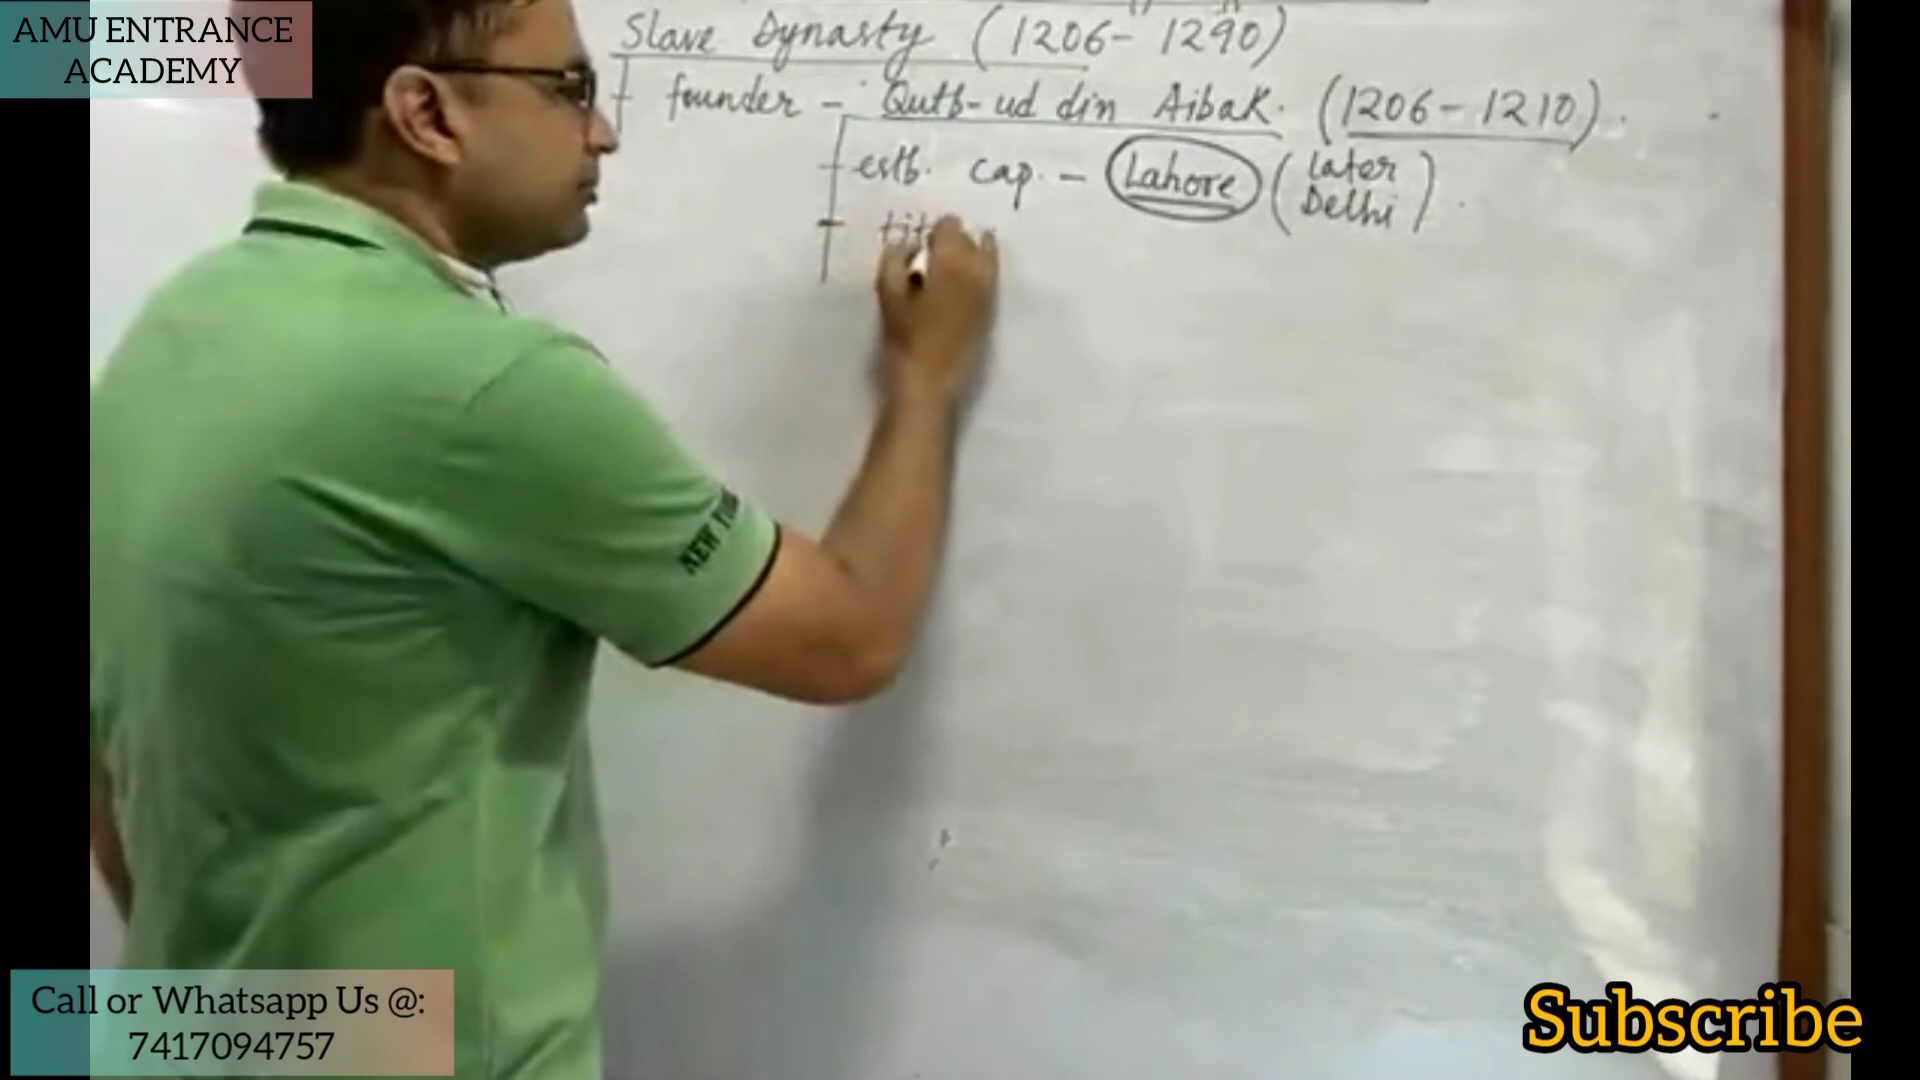 AMU ENTRANCE
ACADEMY
Slave Dynasty (1206- 1290)
founder - Qutb-ud din Aibak. (1206-1210).
estb. cap. - Lahore (later
Delhi).
NEW
Call or Whatsapp Us @:
7417094757
Subscribe